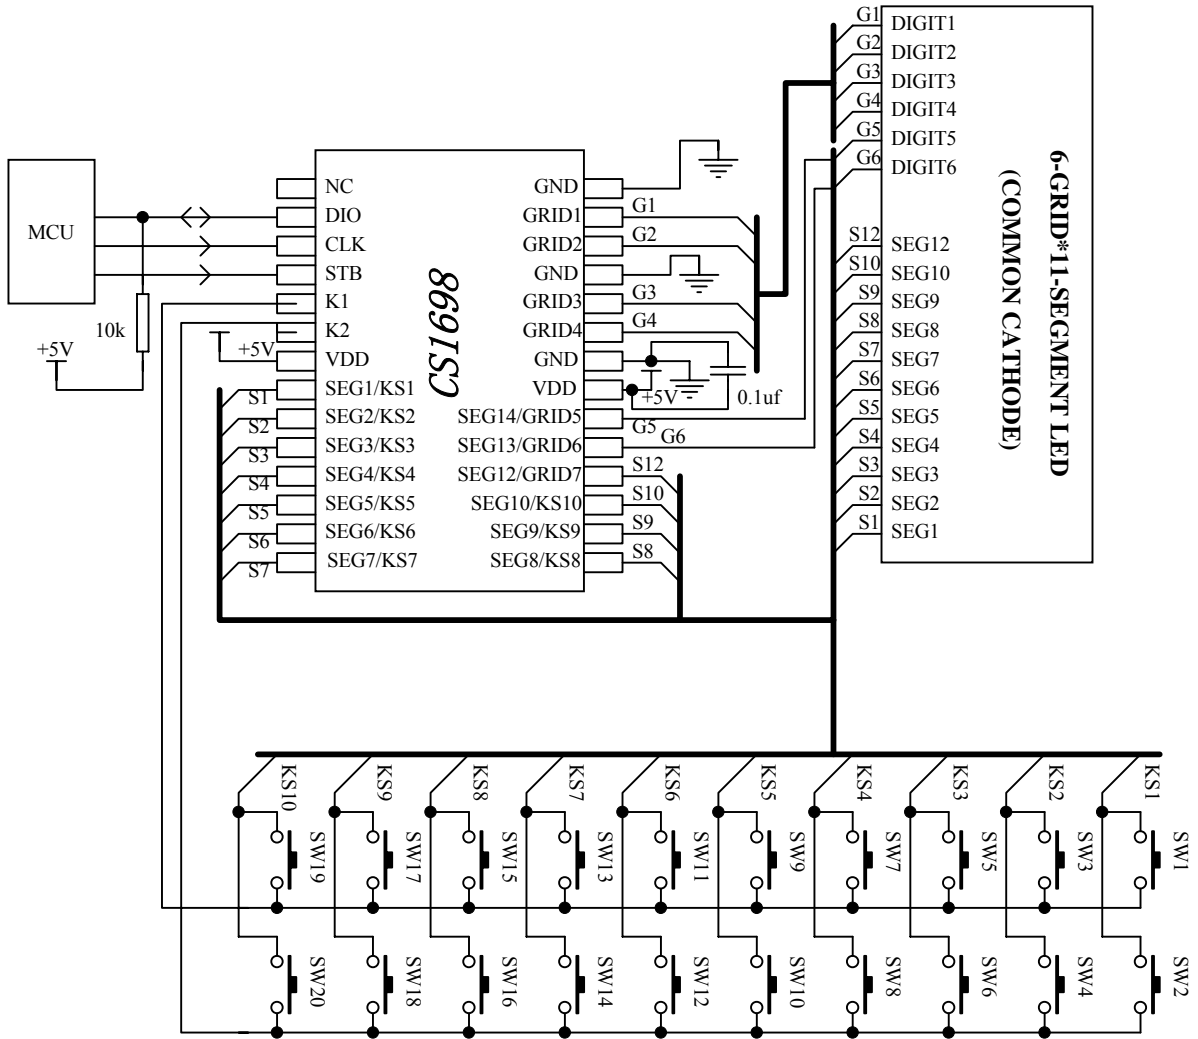 MCU
10k
+5V
NC
DIO
CLK
STB
K1
K2
VDD
SEG1/KS1
SEG2/KS2
SEG3/KS3
SEG4/KS4
SEG5/KS5
SEG6/KS6
SEG7/KS7
+5V
S1
S2
S3
S4
S5
S6
S7
CS1698
GND
GRID1
GRID2
GND
GRID3
GRID4
GND
VDD
SEG14/GRID5
SEG13/GRID6
SEG12/GRID7
SEG10/KS10
SEG9/KS9
SEG8/KS8
G1
G2
G3
G4
+5V
0.1uf
G5
G6
S12
S10
S9
S8
G1
G2
G3
G4
G5
G6
S12
S10
S9
S8
S7
S6
S5
S4
S3
S2
S1
DIGIT1
DIGIT2
DIGIT3
DIGIT4
DIGIT5
DIGIT6
SEG12
SEG10
SEG9
SEG8
SEG7
SEG6
SEG5
SEG4
SEG3
SEG2
SEG1
6-GRID*11-SEGMENT LED
(COMMON CATHODE)
KS10
KS9
KS8
KS7
KS6
KS5
KS4
KS3
KS2
KS1
SW19
SW17
SW15
SW13
SW11
SW9
SW7
SW5
SW3
SW1
SW20
SW18
SW16
SW14
SW12
SW10
SW8
SW6
SW4
SW2